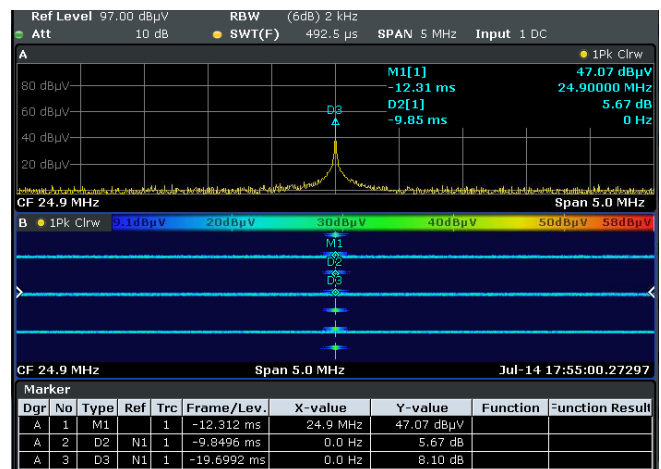 Ref Level 97.00 dBµV RBW (6dB) 2 kHz
Att 10 dB SWT(F) 492.5 µs SPAN 5 MHz Input 1 DC
A 1Pk Clrw
M1[1] 47.07 dBµV
-12.31 ms 24.90000 MHz
80 dBµV
D2[1] 5.67 dB
-9.85 ms 0 Hz
60 dBµV
D3
40 dBµV
20 dBµV
CF 24.9 MHz Span 5.0 MHz
B 1Pk Clrw 9.1dBµV 20dBµV 30dBµV 40dBµV 50dBµV 58dBµV
M1
D2
D3
CF 24.9 MHz Span 5.0 MHz Jul-14 17:55:00.27297
Marker
Dgr No Type Ref Trc Frame/Lev. X-value Y-value Function Function Result
A 1 M1 1 -12.312 ms 24.9 MHz 47.07 dBµV
A 2 D2 N1 1 -9.8496 ms 0.0 Hz 5.67 dB
A 3 D3 N1 1 -19.6992 ms 0.0 Hz 8.10 dB